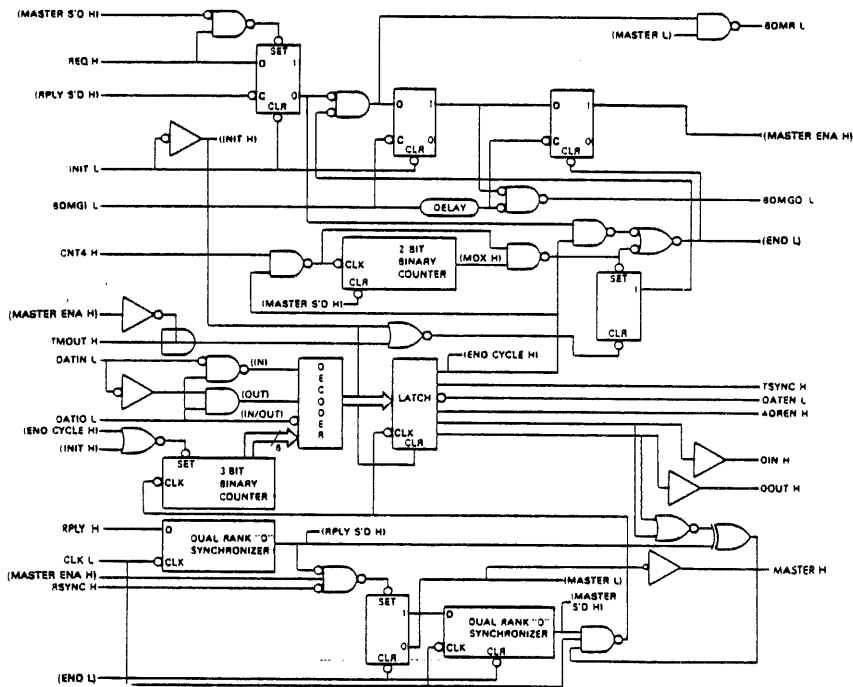 (MASTER S'D H)
SET
(MASTER L)
BDMR L
REQ H
D
1
(RPLY S'D H)
C
0
CLR
D
1
D
1
(MASTER ENA H)
(INIT H)
C
0
C
0
INIT L
CLR
CLR
BDMGI L
DELAY
BDMGO L
CNT4 H
CLK
2 BIT
BINARY
COUNTER
(MOX H)
(END L)
CLR
SET
1
(MASTER S'D H)
(MASTER ENA H)
CLR
TMOUT H
(END CYCLE H)
DATIN L
(IN)
DECODER
TSYNC H
(OUT)
LATCH
DATEN L
DATIO L
(IN/OUT)
ADREN H
(END CYCLE H)
CLK
CLR
(INIT H)
SET
6
DIN H
CLK
3 BIT
BINARY
COUNTER
DOUT H
RPLY H
D
DUAL RANK "D"
SYNCHRONIZER
(RPLY S'D H)
CLK L
CLK
(MASTER ENA H)
MASTER H
RSYNC H
(MASTER L)
SET
(MASTER
S'D H)
1
D
DUAL RANK "D"
SYNCHRONIZER
0
CLK
CLR
CLR
(END L)